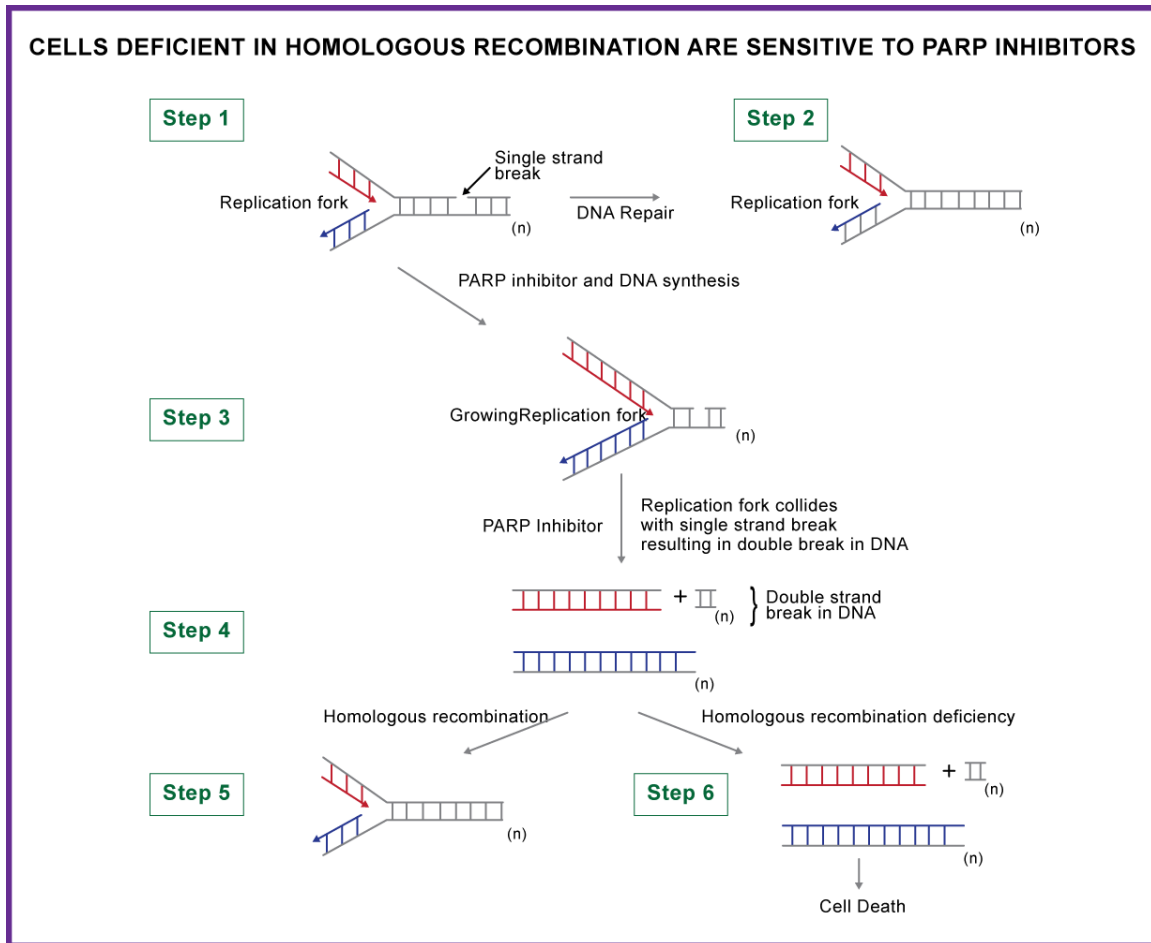 CELLS DEFICIENT IN HOMOLOGOUS RECOMBINATION ARE SENSITIVE TO PARP INHIBITORS
Step 1
Step 2
Single strand
break
Replication fork
(n)
DNA Repair
Replication fork
(n)
PARP inhibitor and DNA synthesis
Step 3
GrowingReplication fork
(n)
PARP Inhibitor
Replication fork collides
with single strand break
resulting in double break in DNA
Step 4
+
(n)
} Double strand
break in DNA
(n)
Homologous recombination
Homologous recombination deficiency
Step 5
(n)
Step 6
+
(n)
(n)
Cell Death